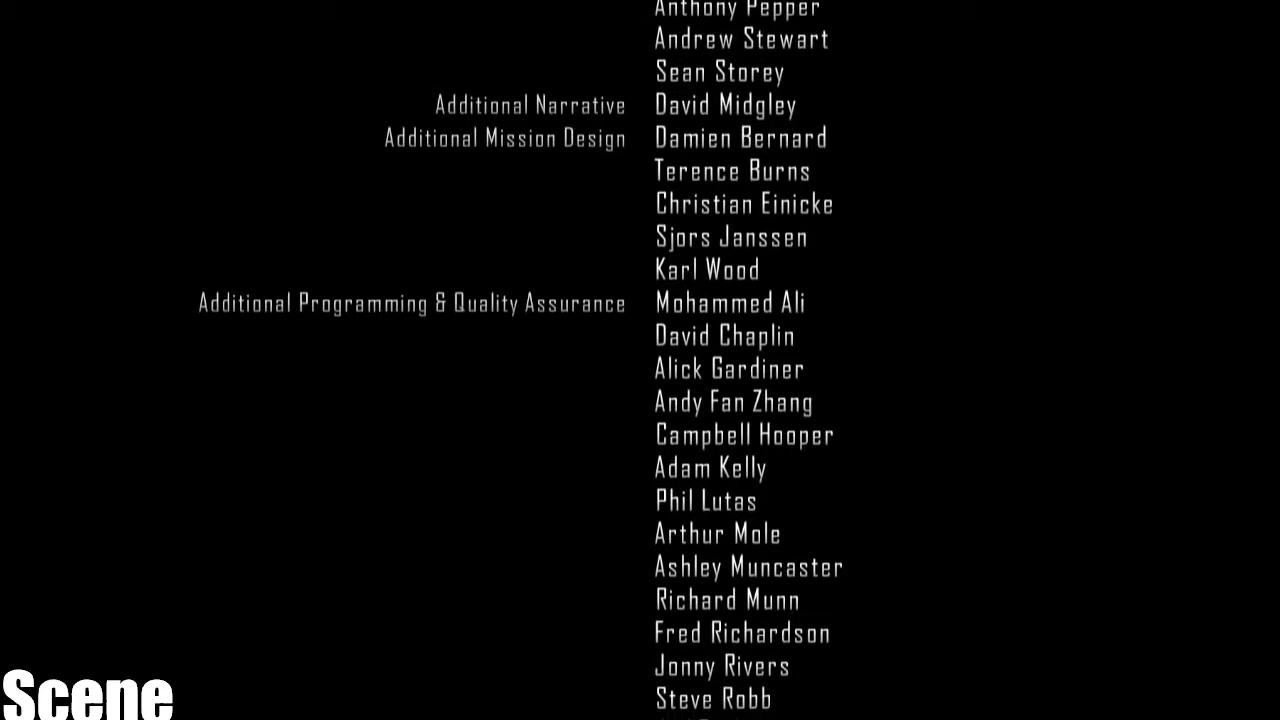 Anthony Pepper
Andrew Stewart
Sean Storey
Additional Narrative David Midgley
Additional Mission Design Damien Bernard
Terence Burns
Christian Einicke
Sjors Janssen
Karl Wood
Additional Programming & Quality Assurance Mohammed Ali
David Chaplin
Alick Gardiner
Andy Fan Zhang
Campbell Hooper
Adam Kelly
Phil Lutas
Arthur Mole
Ashley Muncaster
Richard Munn
Fred Richardson
Jonny Rivers
Steve Robb
Scene